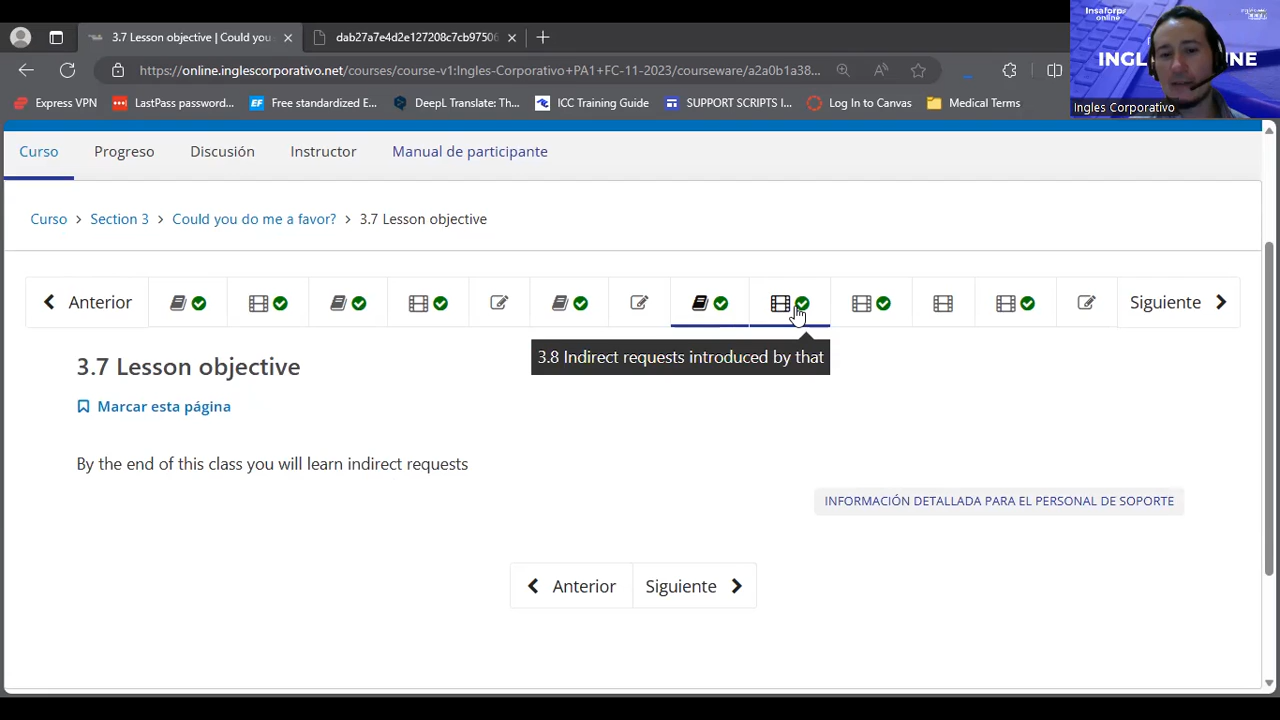 3.7 Lesson objective | Could you
dab27a7e4d2e127208c7cb97506
https://online.inglescorporativo.net/courses/course-v1:Ingles-Corporativo+PA1+FC-11-2023/courseware/a2a0b1a38...
Express VPN
LastPass password...
Free standardized E...
DeepL Translate: Th...
ICC Training Guide
SUPPORT SCRIPTS I...
Log In to Canvas
Medical Terms
Insaforp
online
INGL
NE
Ingles Corporativo
Curso
Progreso
Discusión
Instructor
Manual de participante
Curso > Section 3 > Could you do me a favor? > 3.7 Lesson objective
Anterior
Siguiente
3.8 Indirect requests introduced by that
3.7 Lesson objective
Marcar esta página
By the end of this class you will learn indirect requests
INFORMACIÓN DETALLADA PARA EL PERSONAL DE SOPORTE
Anterior
Siguiente